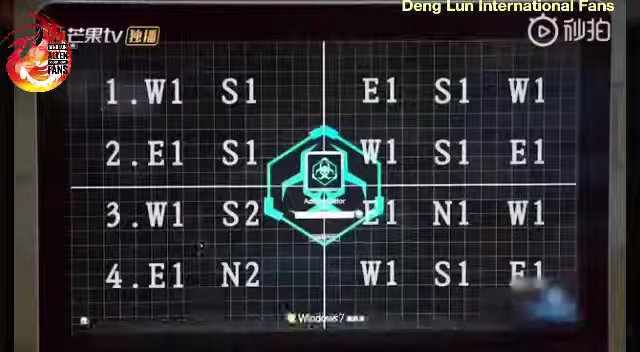 Deng Lun International Fans
芒果tv 独播
秒拍
1.W1 S1 E1 S1 W1
2.E1 S1 W1 S1 E1
3.W1 S2 E1 N1 W1
4.E1 N2 W1 S1 E1
Windows 7